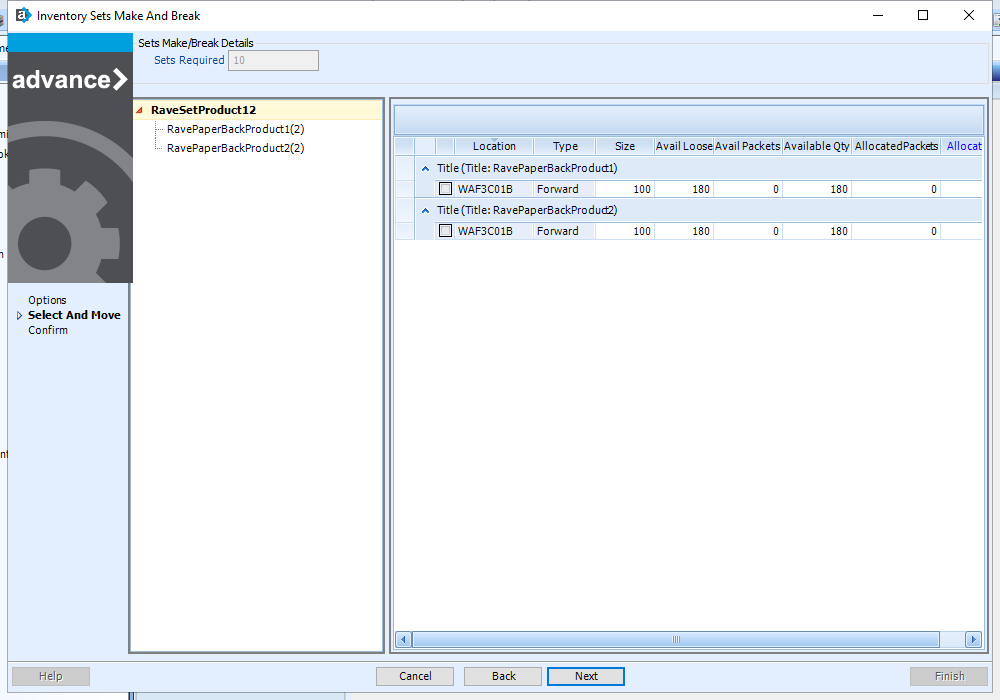 Inventory Sets Make And Break
Sets Make/Break Details
Sets Required 10
advance
Options
Select And Move
Confirm
RaveSetProduct12
RavePaperBackProduct1(2)
RavePaperBackProduct2(2)
Location Type Size Avail Loose Avail Packets Available Qty AllocatedPackets Allocat
Title (Title: RavePaperBackProduct1)
WAF3C01B Forward 100 180 0 180 0
Title (Title: RavePaperBackProduct2)
WAF3C01B Forward 100 180 0 180 0
Help Cancel Back Next Finish